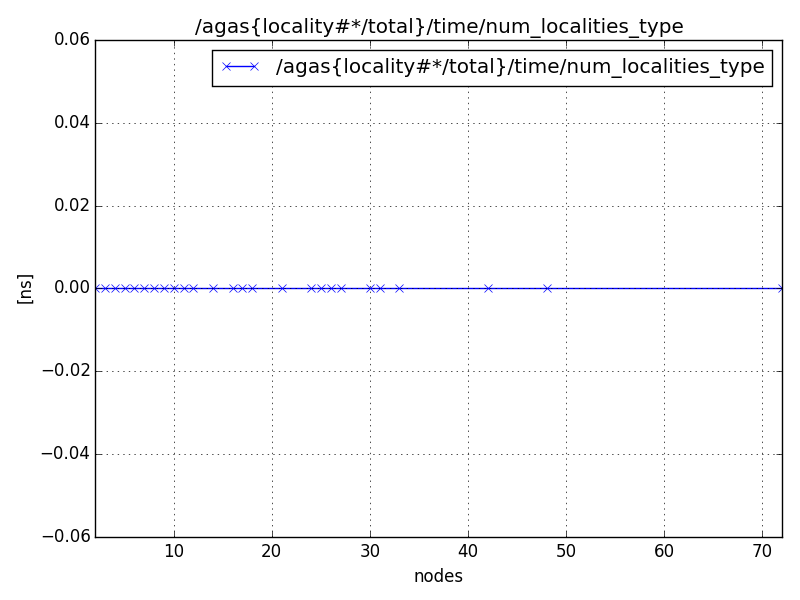 /agas{locality#*/total}/time/num_localities_type
/agas{locality#*/total}/time/num_localities_type
0.06
0.04
0.02
0.00
−0.02
−0.04
−0.06
[ns]
10 20 30 40 50 60 70
nodes